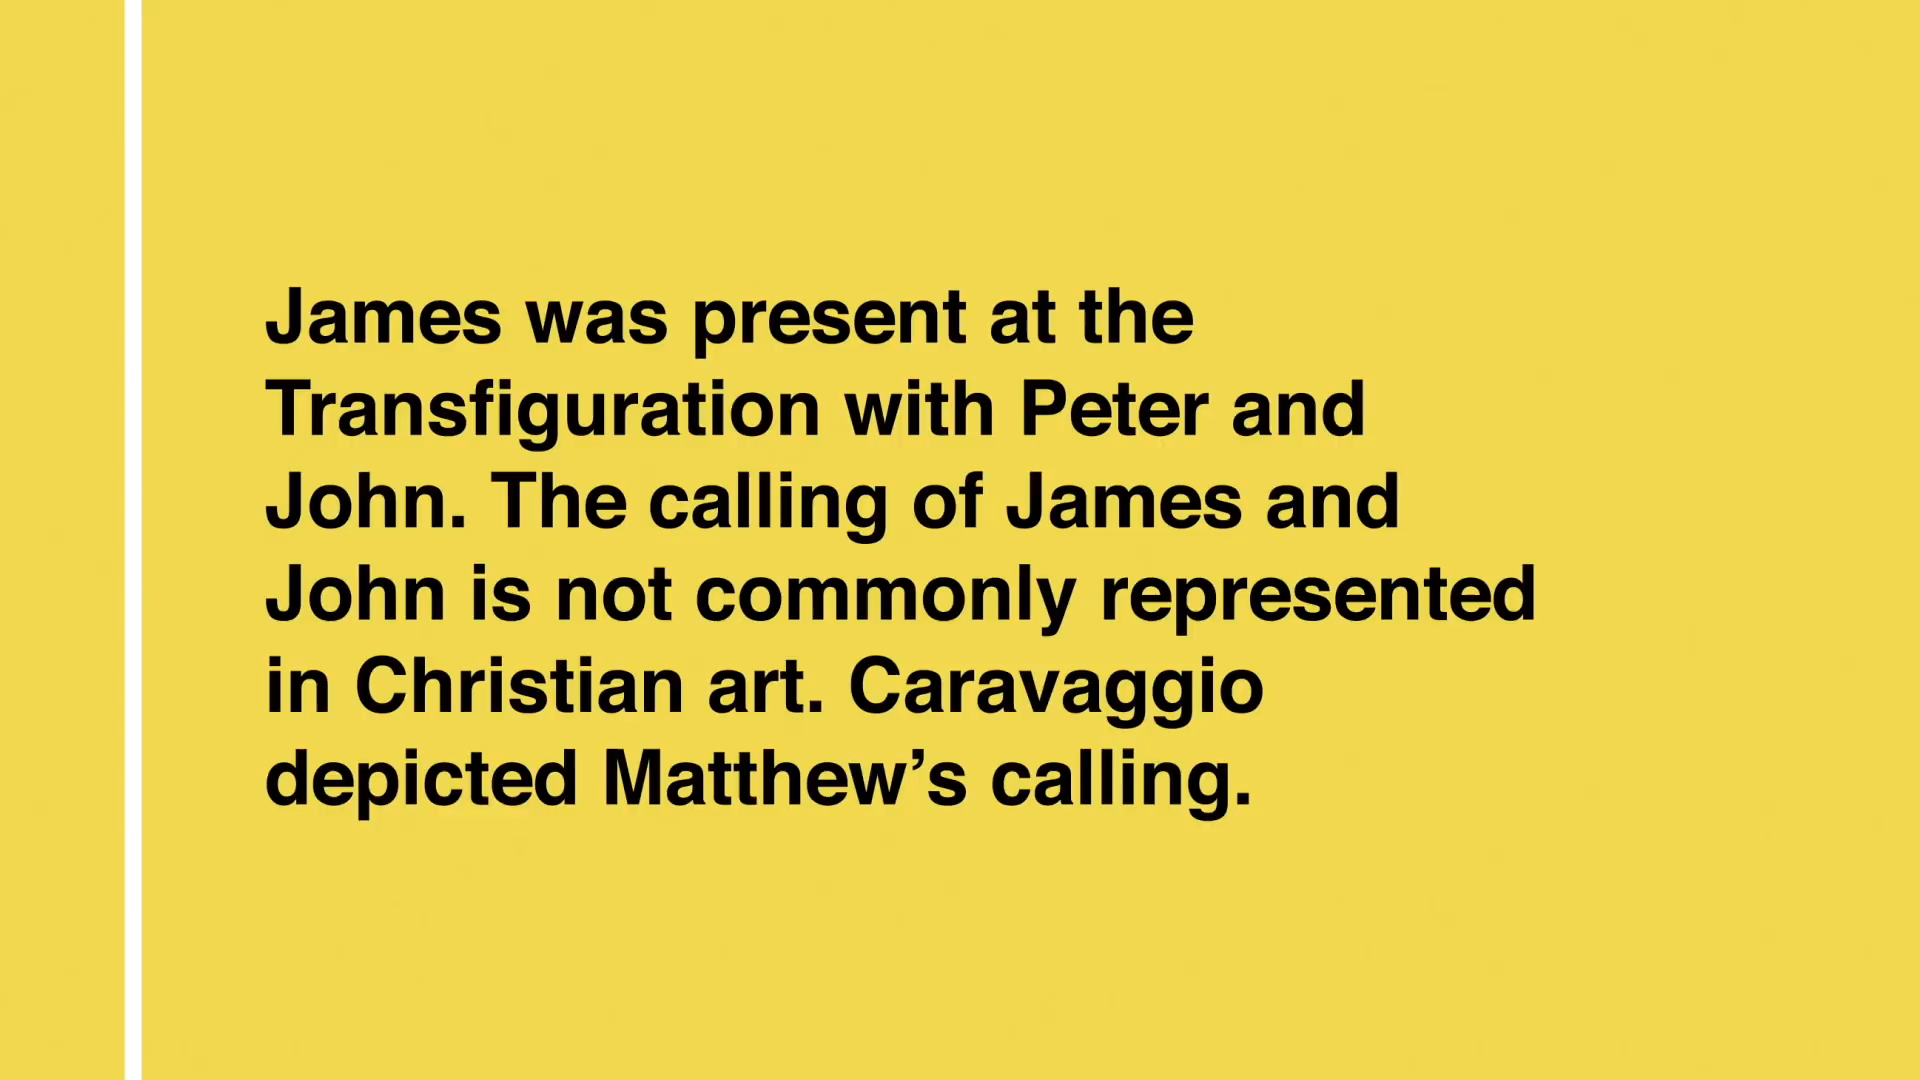 James was present at the
Transfiguration with Peter and
John. The calling of James and
John is not commonly represented
in Christian art. Caravaggio
depicted Matthew’s calling.